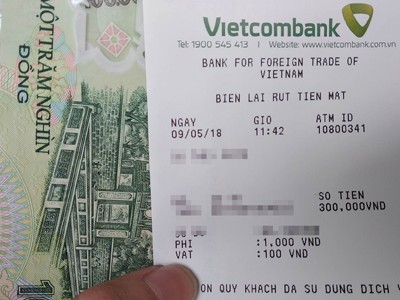 MỘT TRĂM NGHÌN
ĐỒNG
Vietcombank
Tel: 1900 545 413 | Website: www.vietcombank.com.vn
BANK FOR FOREIGN TRADE OF
VIETNAM
BIEN LAI RUT TIEN MAT
NGAY GIO ATM ID
09/05/18 11:42 10800341
SO TIEN
300.000VND
PHI :1,000 VND
VAT :100 VND
ON QUY KHACH DA SU DUNG DICH V